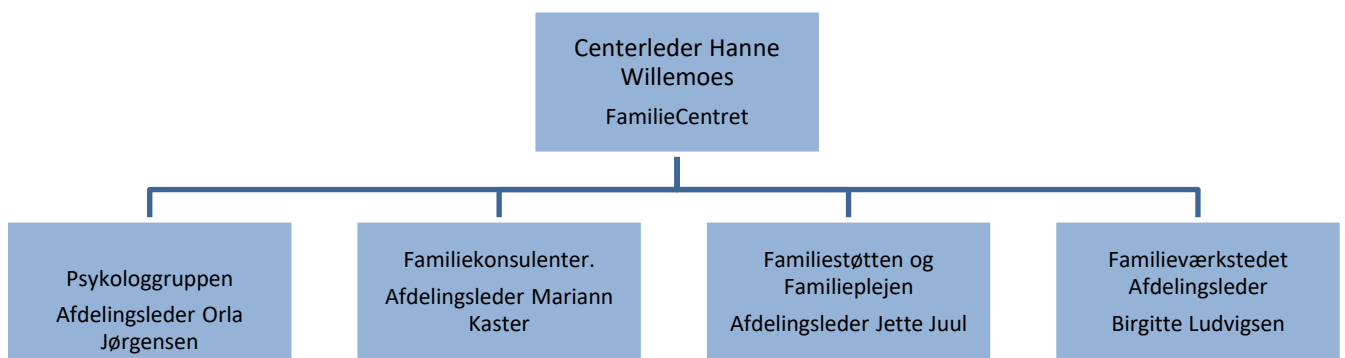 Centerleder Hanne
Willemoes
FamilieCentret
Psykologgruppen
Afdelingsleder Orla
Jørgensen
Familiekonsulenter.
Afdelingsleder Mariann
Kaster
Familiestøtten og
Familieplejen
Afdelingsleder Jette Juul
Familieværkstedet
Afdelingsleder
Birgitte Ludvigsen